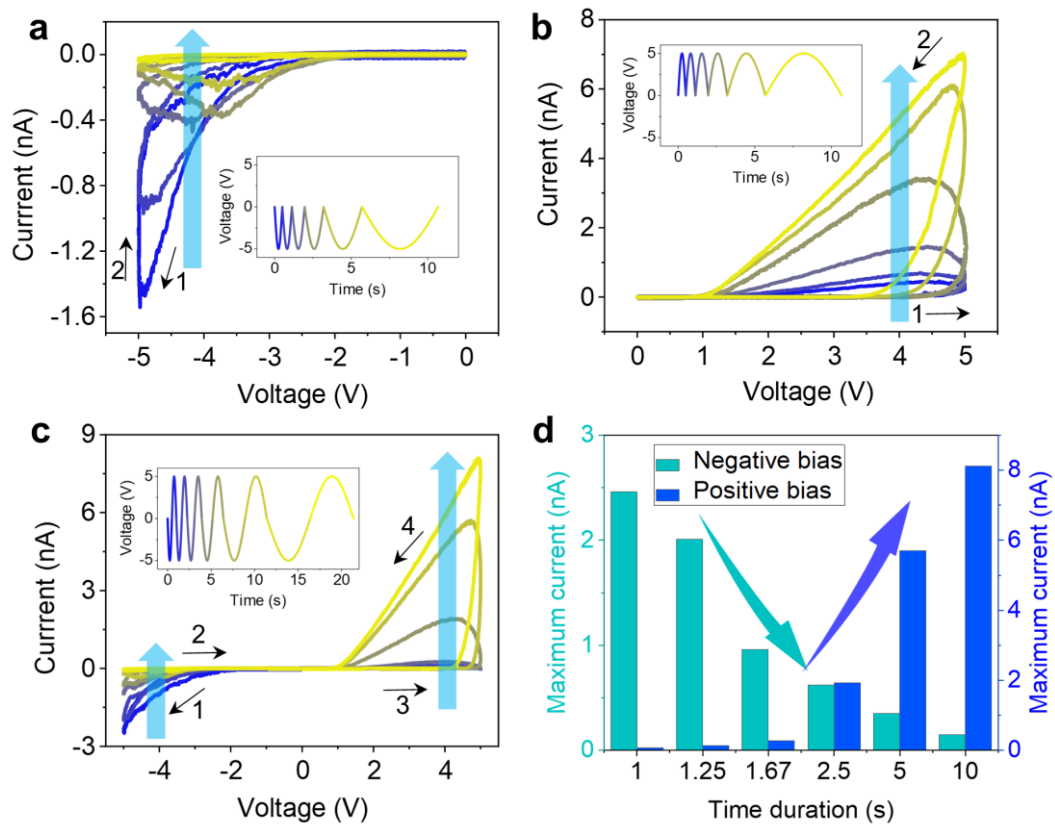 a
0.0
-0.4
-0.8
-1.2
-1.6
Currrent (nA)
-5 -4 -3 -2 -1 0
Voltage (V)
2
1
5
0
-5
Voltage (V)
0 5 10
Time (s)
b
8
6
4
2
0
Current (nA)
0 1 2 3 4 5
Voltage (V)
2
1
5
0
-5
Voltage (V)
0 5 10
Time (s)
c
9
6
3
0
-3
Currrent (nA)
-4 -2 0 2 4
Voltage (V)
1
2
3
4
5
0
-5
Voltage (V)
0 5 10 15 20
Time (s)
d
3
2
1
0
Maximum current (nA)
Negative bias
Positive bias
8
6
4
2
0
Maximum current (nA)
1 1.25 1.67 2.5 5 10
Time duration (s)